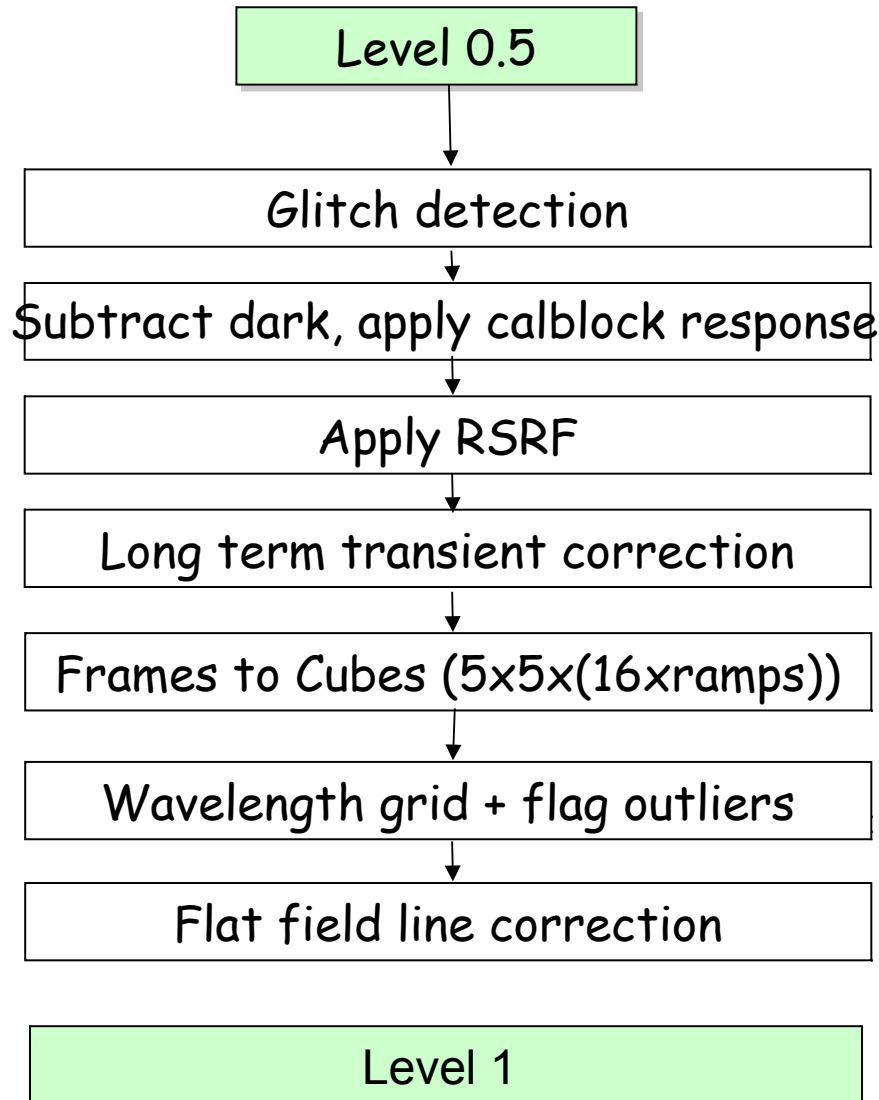 Level 0.5
Glitch detection
Subtract dark, apply calblock response
Apply RSRF
Long term transient correction
Frames to Cubes (5x5x(16xramps))
Wavelength grid + flag outliers
Flat field line correction
Level 1